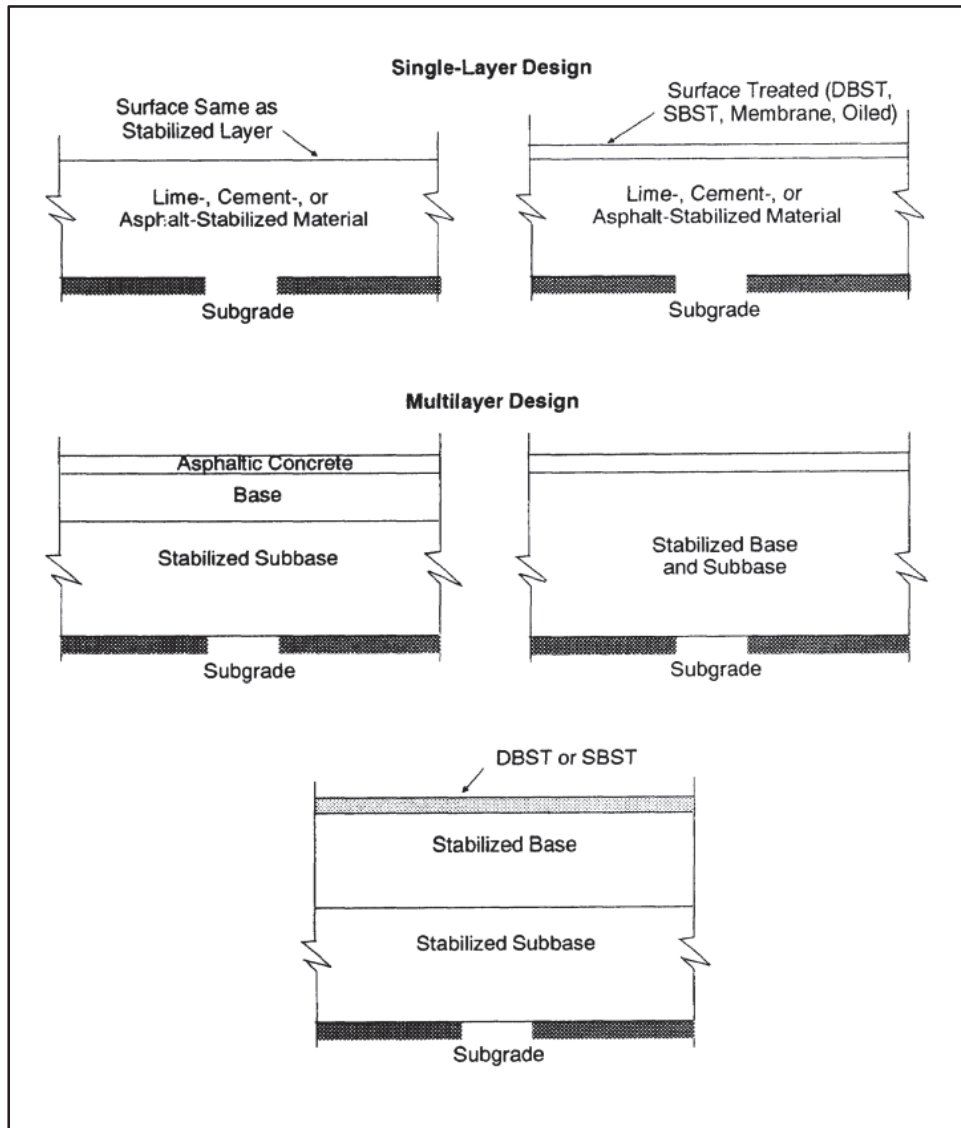 Single-Layer Design
Surface Same as
Stabilized Layer
Lime-, Cement-, or
Asphalt-Stabilized Material
Subgrade
Surface Treated (DBST,
SBST, Membrane, Oiled)
Lime-, Cement-, or
Asphalt-Stabilized Material
Subgrade
Multilayer Design
Asphaltic Concrete
Base
Stabilized Subbase
Subgrade
Stabilized Base
and Subbase
Subgrade
DBST or SBST
Stabilized Base
Stabilized Subbase
Subgrade